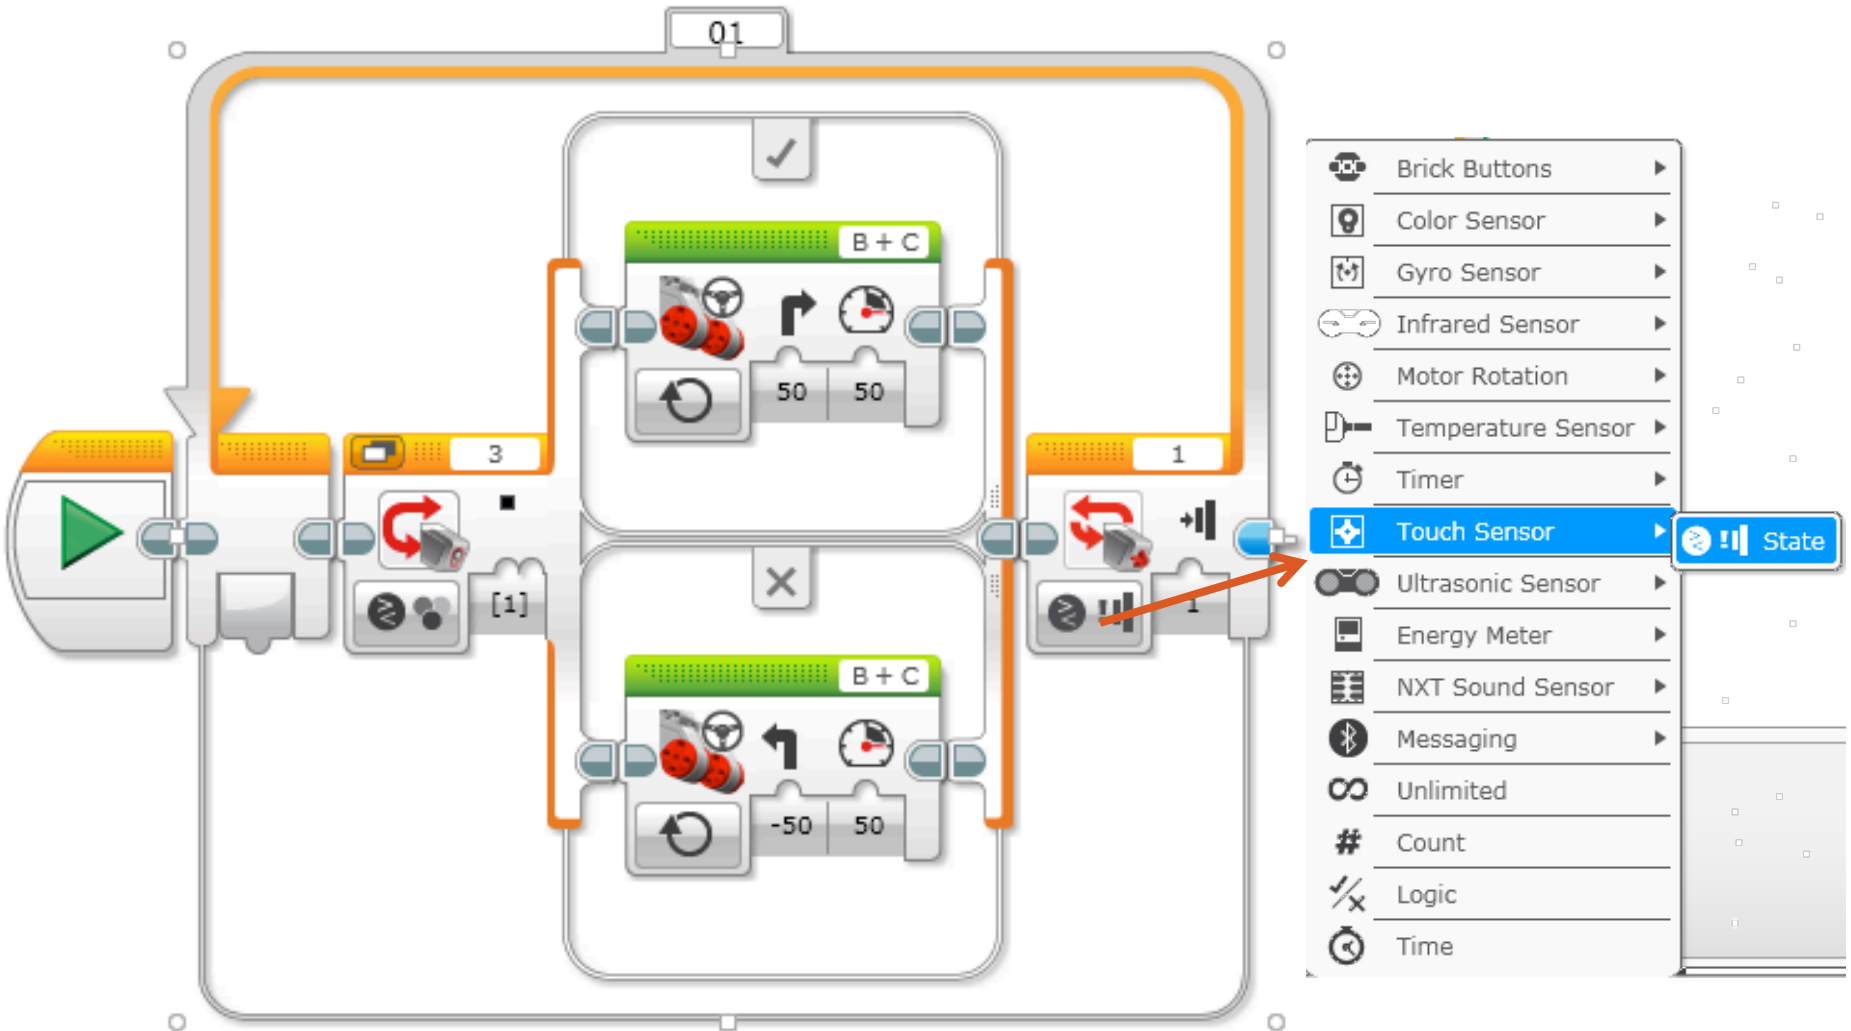 01
B + C
50 50
3
[1]
1
1
B + C
-50 50
Brick Buttons
Color Sensor
Gyro Sensor
Infrared Sensor
Motor Rotation
Temperature Sensor
Timer
Touch Sensor
State
Ultrasonic Sensor
Energy Meter
NXT Sound Sensor
Messaging
Unlimited
Count
Logic
Time